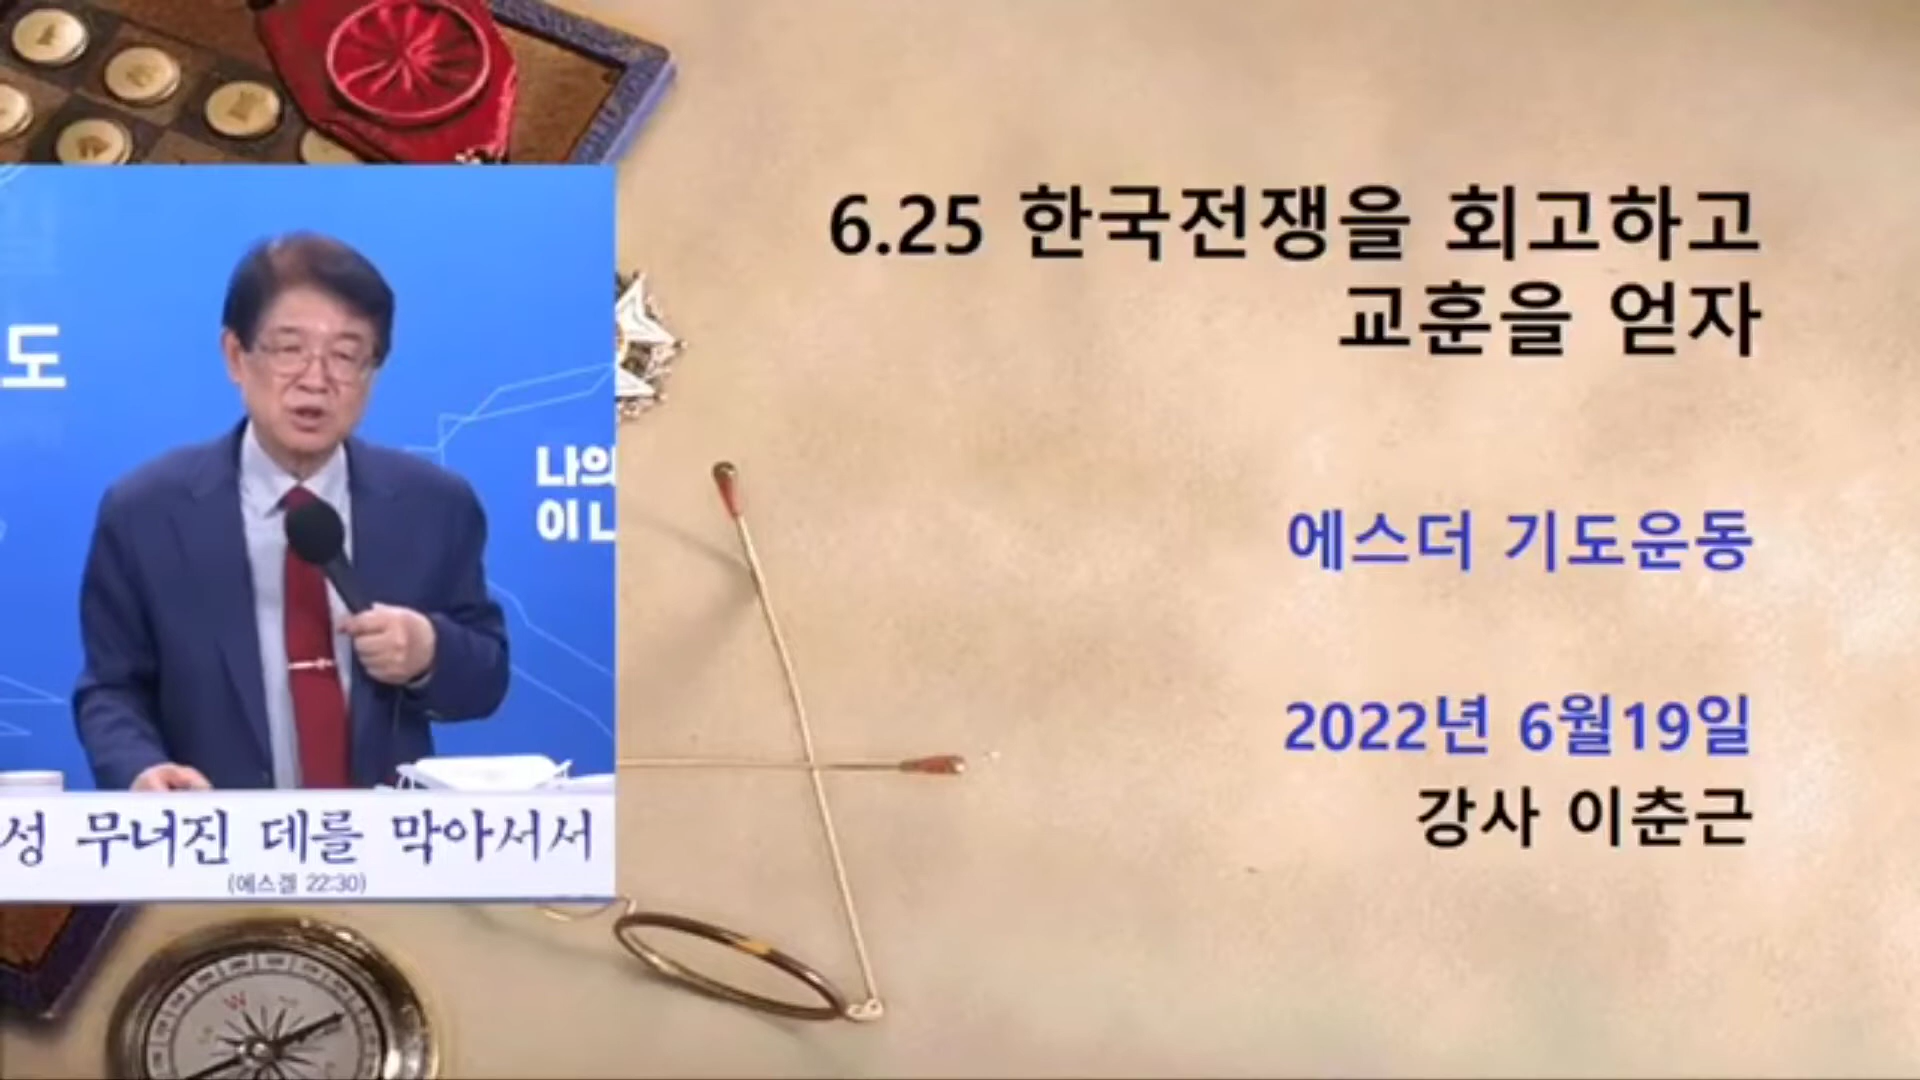 6.25 한국전쟁을 회고하고
교훈을 얻자
에스더 기도운동
2022년 6월19일
강사 이춘근
도
나의
이 나
성 무너진 데를 막아서서
(에스겔 22:30)
W